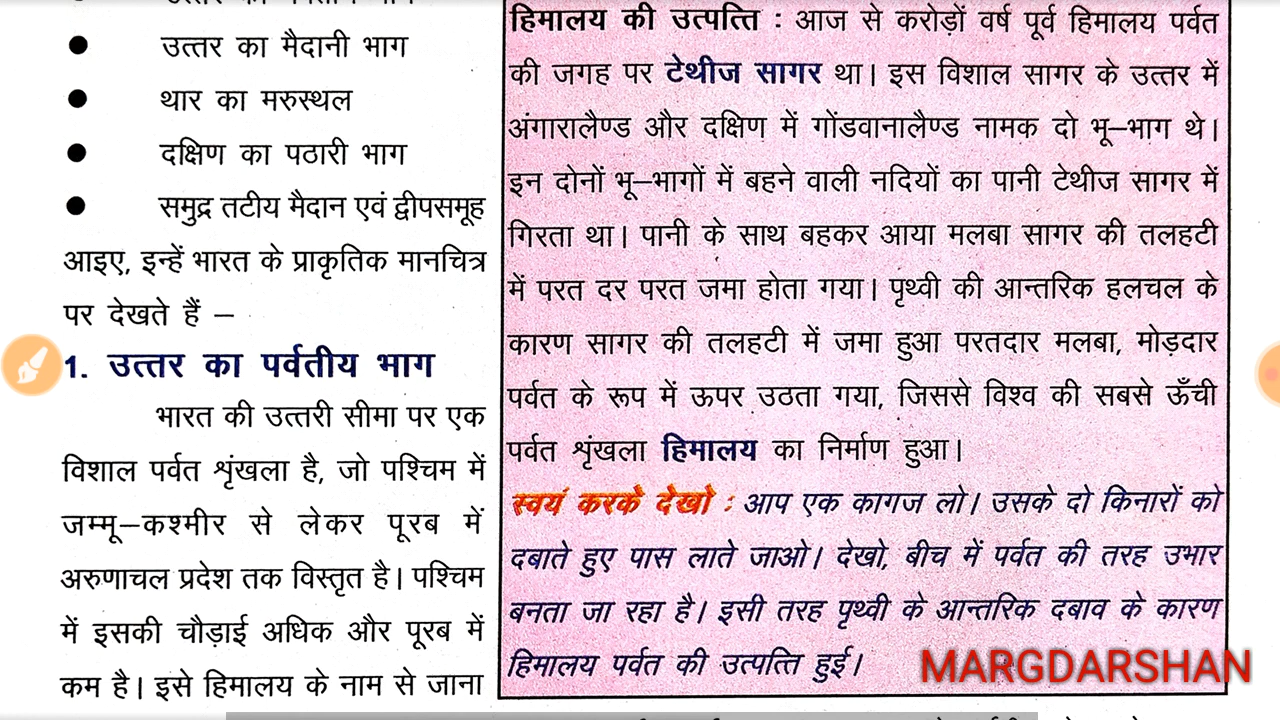 ● उत्तर का मैदानी भाग
● थार का मरुस्थल
● दक्षिण का पठारी भाग
● समुद्र तटीय मैदान एवं द्वीपसमूह
आइए, इन्हें भारत के प्राकृतिक मानचित्र
पर देखते हैं –
1. उत्तर का पर्वतीय भाग
भारत की उत्तरी सीमा पर एक
विशाल पर्वत शृंखला है, जो पश्चिम में
जम्मू–कश्मीर से लेकर पूरब में
अरुणाचल प्रदेश तक विस्तृत है। पश्चिम
में इसकी चौड़ाई अधिक और पूरब में
कम है। इसे हिमालय के नाम से जाना
हिमालय की उत्पत्ति : आज से करोड़ों वर्ष पूर्व हिमालय पर्वत
की जगह पर टेथीज सागर था। इस विशाल सागर के उत्तर में
अंगारालैण्ड और दक्षिण में गोंडवानालैण्ड नामक दो भू–भाग थे।
इन दोनों भू–भागों में बहने वाली नदियों का पानी टेथीज सागर में
गिरता था। पानी के साथ बहकर आया मलबा सागर की तलहटी
में परत दर परत जमा होता गया। पृथ्वी की आन्तरिक हलचल के
कारण सागर की तलहटी में जमा हुआ परतदार मलबा, मोड़दार
पर्वत के रूप में ऊपर उठता गया, जिससे विश्व की सबसे ऊँची
पर्वत शृंखला हिमालय का निर्माण हुआ।
स्वयं करके देखो : आप एक कागज लो। उसके दो किनारों को
दबाते हुए पास लाते जाओ। देखो, बीच में पर्वत की तरह उभार
बनता जा रहा है। इसी तरह पृथ्वी के आन्तरिक दबाव के कारण
हिमालय पर्वत की उत्पत्ति हुई।
MARGDARSHAN